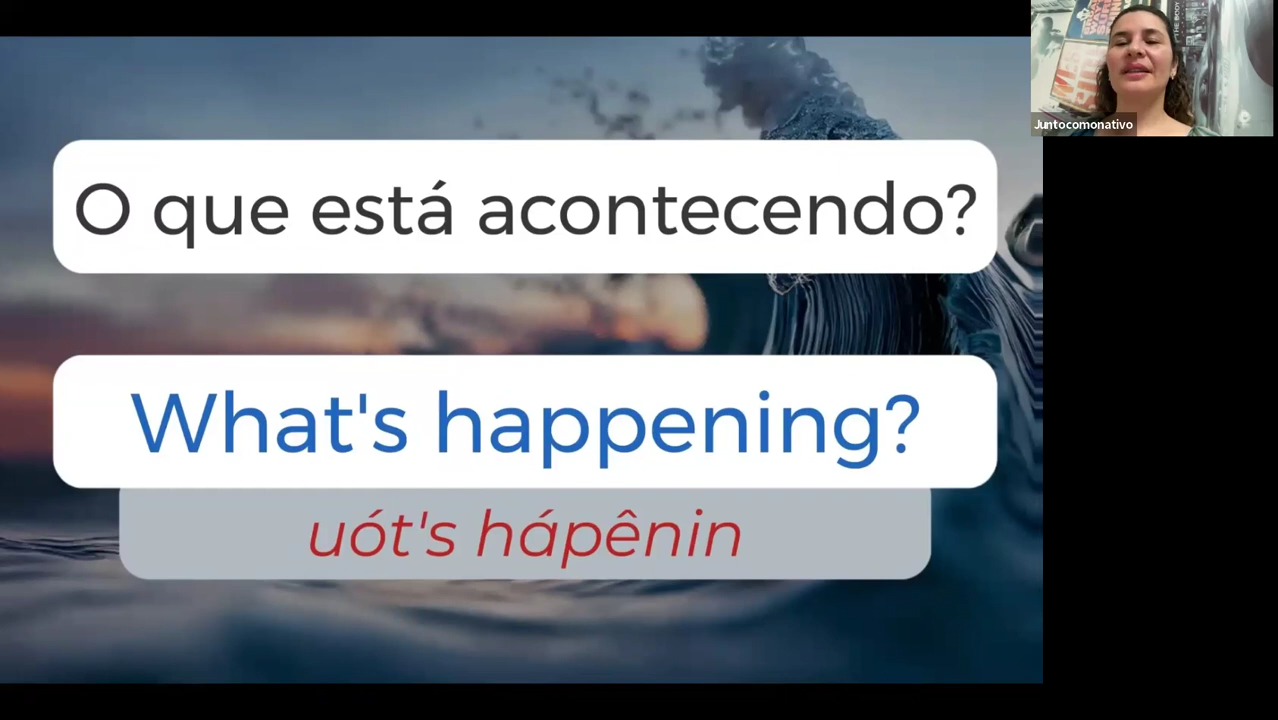 O que está acontecendo?
What's happening?
uót's hápênin
Juntocomonativo